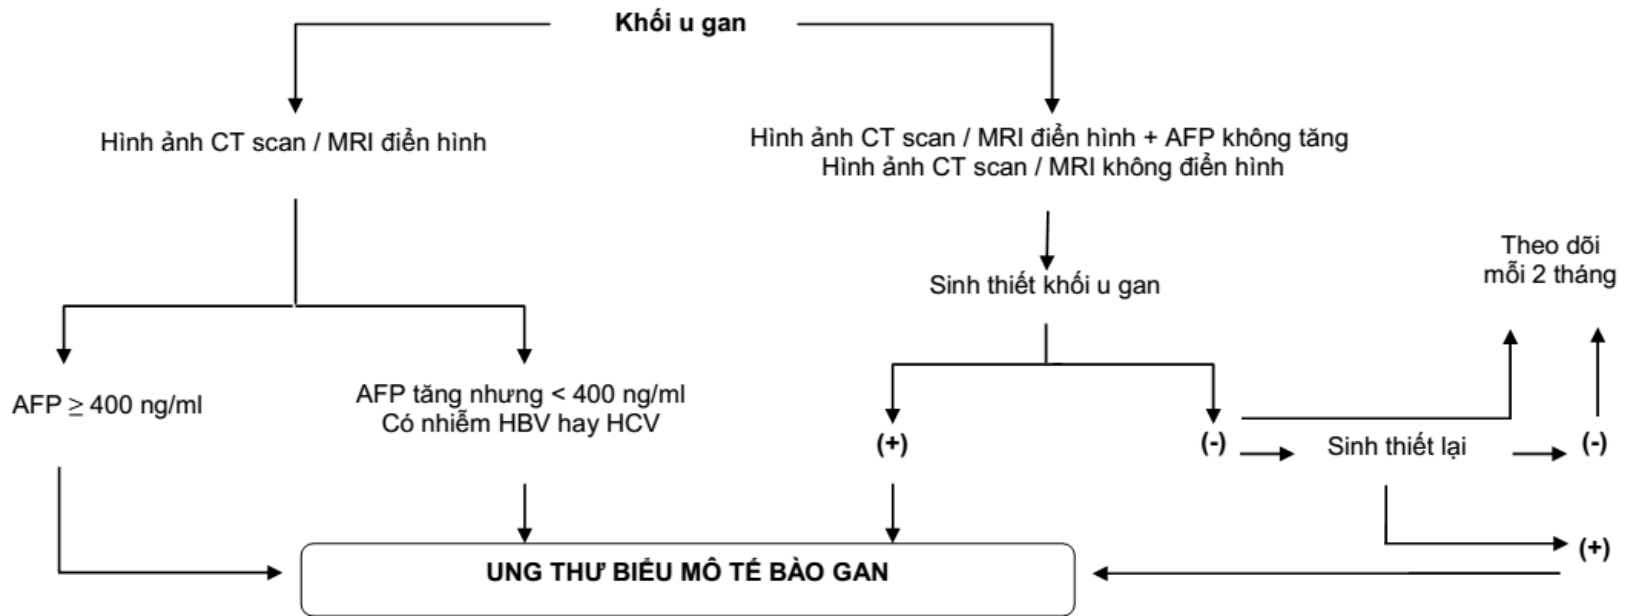 Khối u gan
Hình ảnh CT scan / MRI điển hình
Hình ảnh CT scan / MRI điển hình + AFP không tăng
Hình ảnh CT scan / MRI không điển hình
Theo dõi
mỗi 2 tháng
Sinh thiết khối u gan
AFP ≥ 400 ng/ml
AFP tăng nhưng < 400 ng/ml
Có nhiễm HBV hay HCV
(+)
(-)
Sinh thiết lại
(-)
(+)
UNG THƯ BIỂU MÔ TẾ BÀO GAN